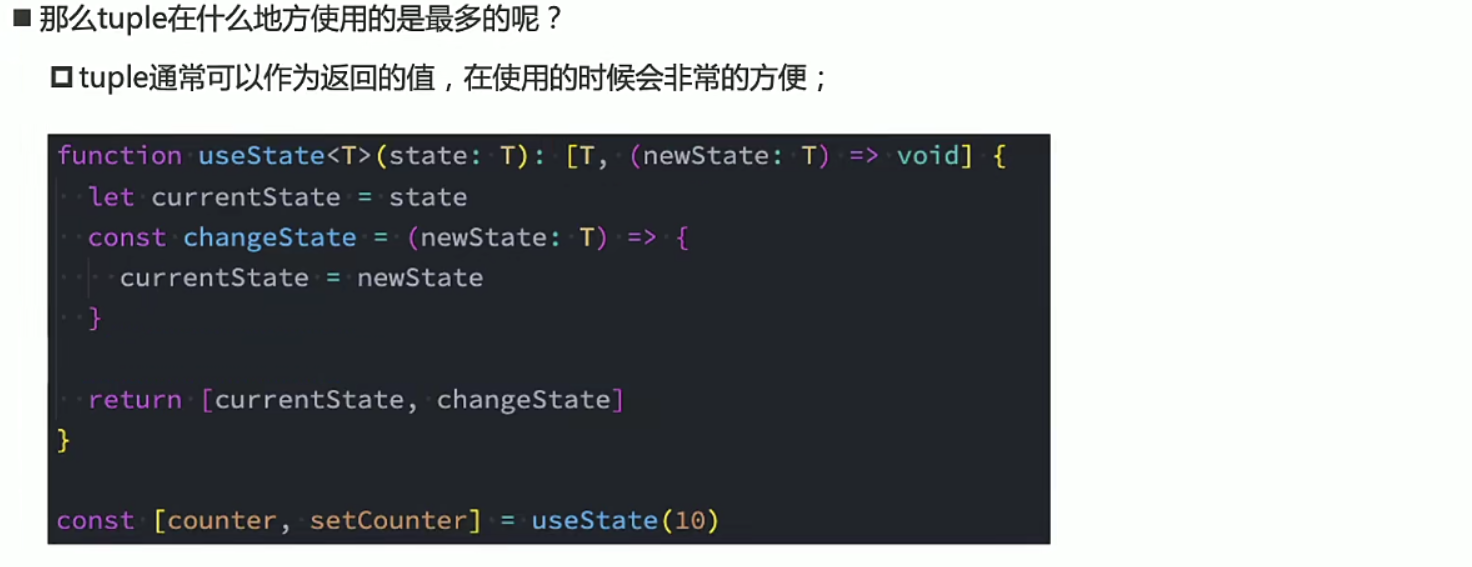 ■ 那么tuple在什么地方使用的是最多的呢？
□ tuple通常可以作为返回的值，在使用的时候会非常的方便；
function useState<T>(state: T): [T, (newState: T) => void] {
  let currentState = state
  const changeState = (newState: T) => {
    currentState = newState
  }
  return [currentState, changeState]
}
const [counter, setCounter] = useState(10)